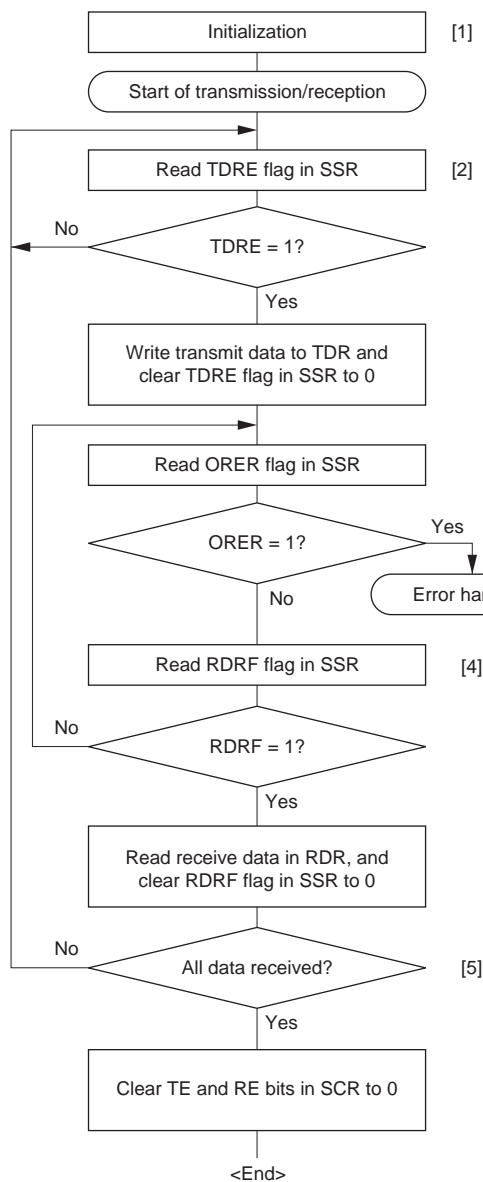 Initialization
[1]
Start of transmission/reception
Read TDRE flag in SSR
[2]
No
TDRE = 1?
Yes
Write transmit data to TDR and
clear TDRE flag in SSR to 0
Read ORER flag in SSR
Yes
ORER = 1?
No
Error
Read RDRF flag in SSR
[4]
No
RDRF = 1?
Yes
Read receive data in RDR, and
clear RDRF flag in SSR to 0
No
All data received?
[5]
Yes
Clear TE and RE bits in SCR to 0
<End>